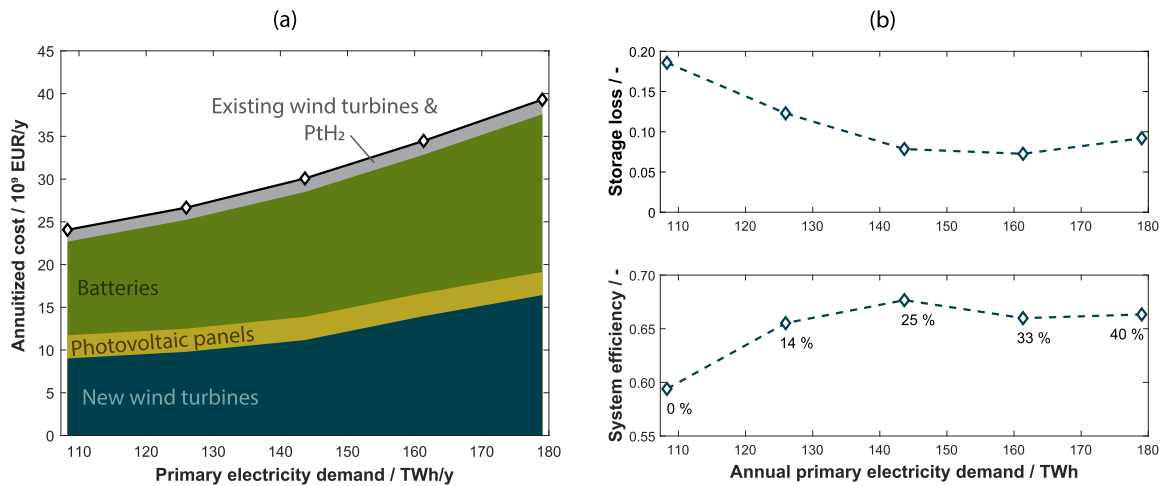 (a)
Annuitized cost / 10⁹ EUR/y
45
40
35
30
25
20
15
10
5
0
Existing wind turbines &
PtH₂
Batteries
Photovoltaic panels
New wind turbines
110 120 130 140 150 160 170 180
Primary electricity demand / TWh/y
(b)
Storage loss / -
0.20
0.15
0.10
0.05
0
110 120 130 140 150 160 170 180
System efficiency / -
0.70
0.65
0.60
0.55
0 %
14 %
25 %
33 %
40 %
110 120 130 140 150 160 170 180
Annual primary electricity demand / TWh